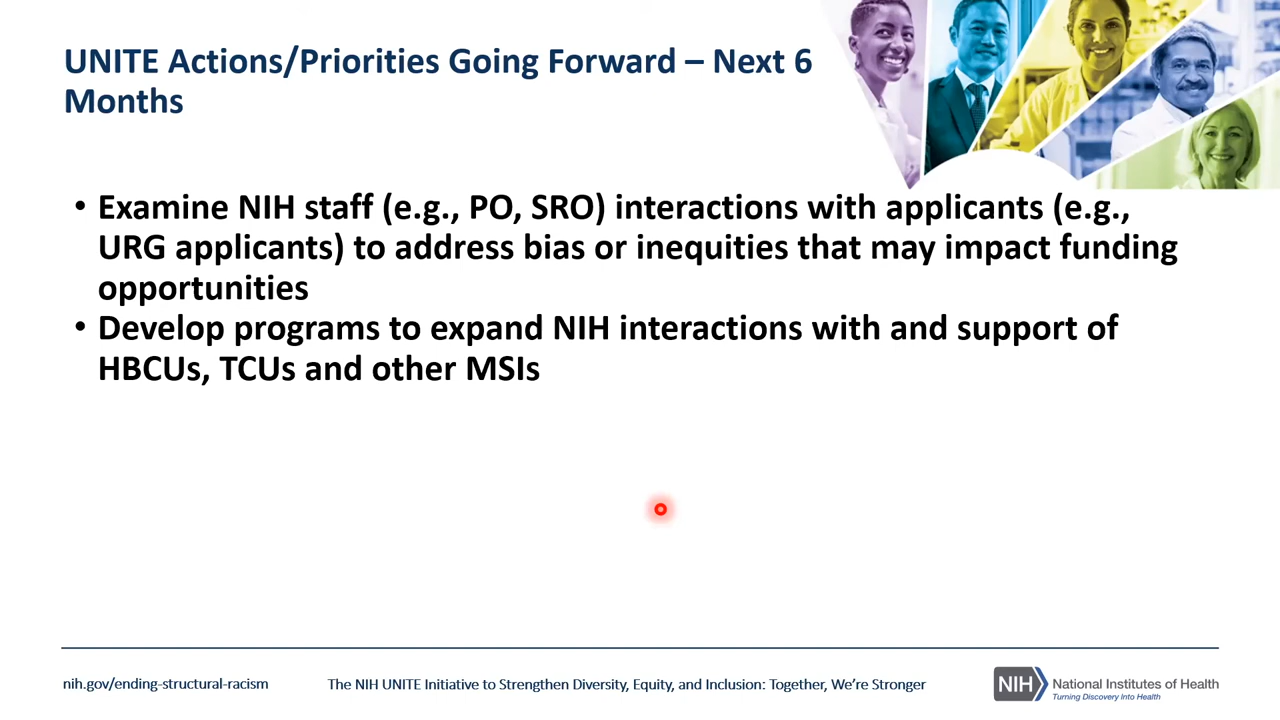 UNITE Actions/Priorities Going Forward – Next 6
Months
• Examine NIH staff (e.g., PO, SRO) interactions with applicants (e.g.,
URG applicants) to address bias or inequities that may impact funding
opportunities
• Develop programs to expand NIH interactions with and support of
HBCUs, TCUs and other MSIs
nih.gov/ending-structural-racism
The NIH UNITE Initiative to Strengthen Diversity, Equity, and Inclusion: Together, We’re Stronger
NIH
National Institutes of Health
Turning Discovery Into Health